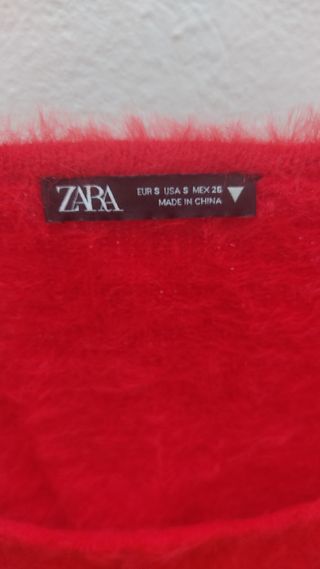 ZARA
EUR S USA S MEX 26
MADE IN CHINA